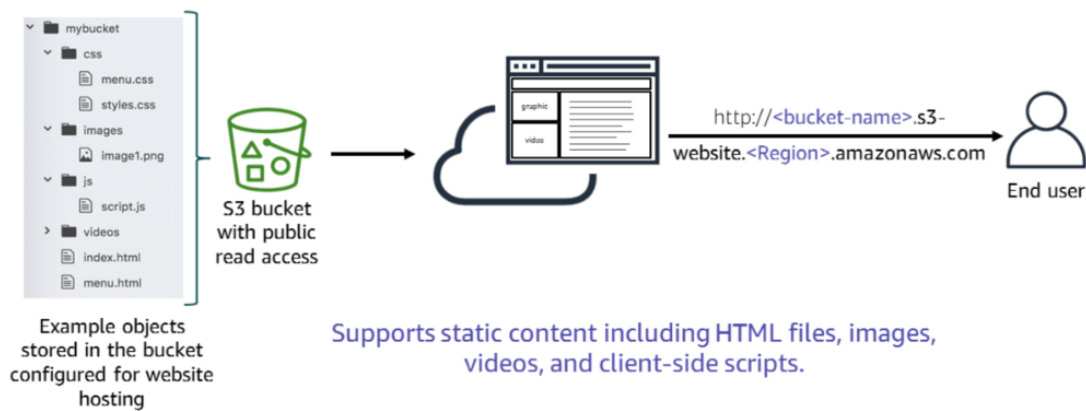 mybucket
css
menu.css
styles.css
images
image1.png
js
script.js
videos
index.html
menu.html
Example objects
stored in the bucket
configured for website
hosting
S3 bucket
with public
read access
graphic
video
http://<bucket-name>.s3-
website.<Region>.amazonaws.com
End user
Supports static content including HTML files, images,
videos, and client-side scripts.